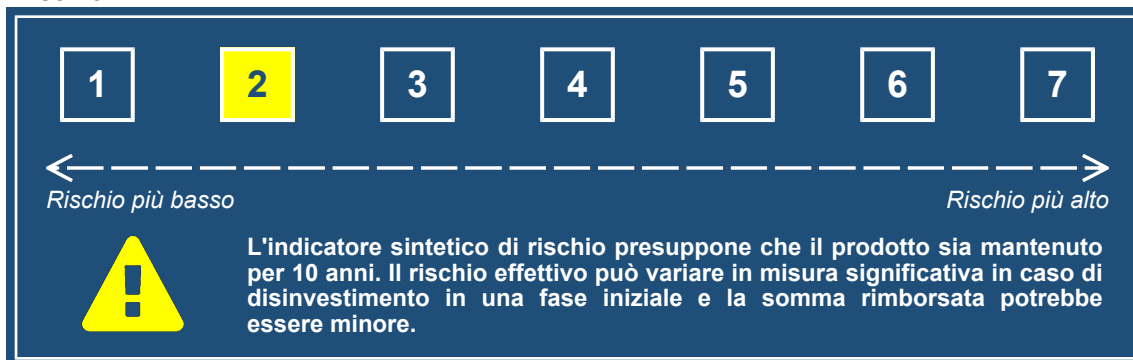 1 2 3 4 5 6 7
Rischio più basso Rischio più alto
L'indicatore sintetico di rischio presuppone che il prodotto sia mantenuto
per 10 anni. Il rischio effettivo può variare in misura significativa in caso di
disinvestimento in una fase iniziale e la somma rimborsata potrebbe
essere minore.